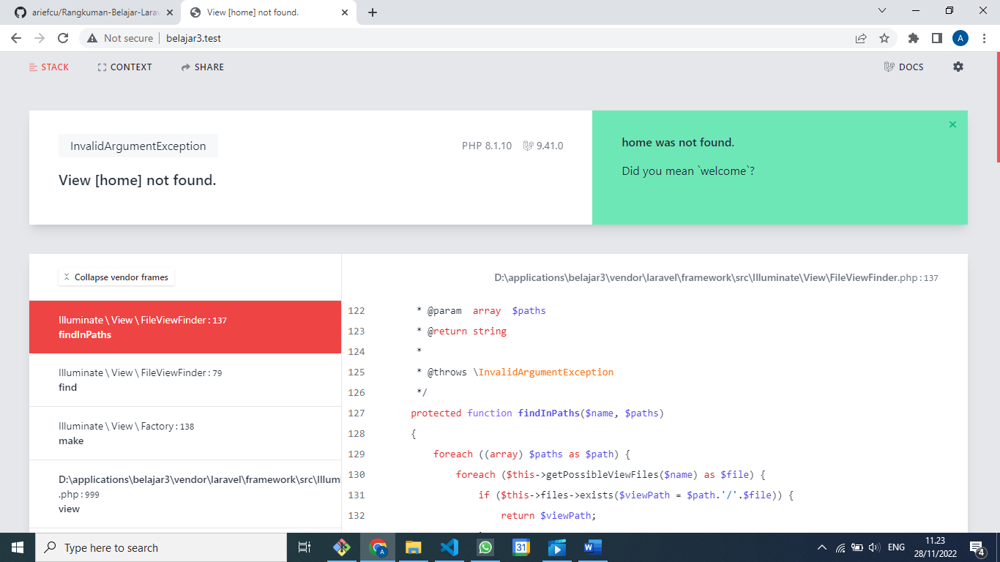 ariefcu/Rangkuman-Belajar-Larav
View [home] not found.
Not secure
belajar3.test
A
STACK
CONTEXT
SHARE
DOCS
InvalidArgumentException
PHP 8.1.10
9.41.0
View [home] not found.
home was not found.
Did you mean `welcome`?
Collapse vendor frames
Illuminate \ View \ FileViewFinder : 137
findInPaths
Illuminate \ View \ FileViewFinder : 79
find
Illuminate \ View \ Factory : 138
make
D:\applications\belajar3\vendor\laravel\framework\src\Illum
.php : 999
view
D:\applications\belajar3\vendor\laravel\framework\src\Illuminate\View\FileViewFinder.php : 137
122 * @param  array  $paths
123 * @return string
124 *
125 * @throws \InvalidArgumentException
126 */
127 protected function findInPaths($name, $paths)
128 {
129 foreach ((array) $paths as $path) {
130 foreach ($this->getPossibleViewFiles($name) as $file) {
131 if ($this->files->exists($viewPath = $path.'/'.$file)) {
132 return $viewPath;
Type here to search
A
31
ENG
11.23
28/11/2022
4